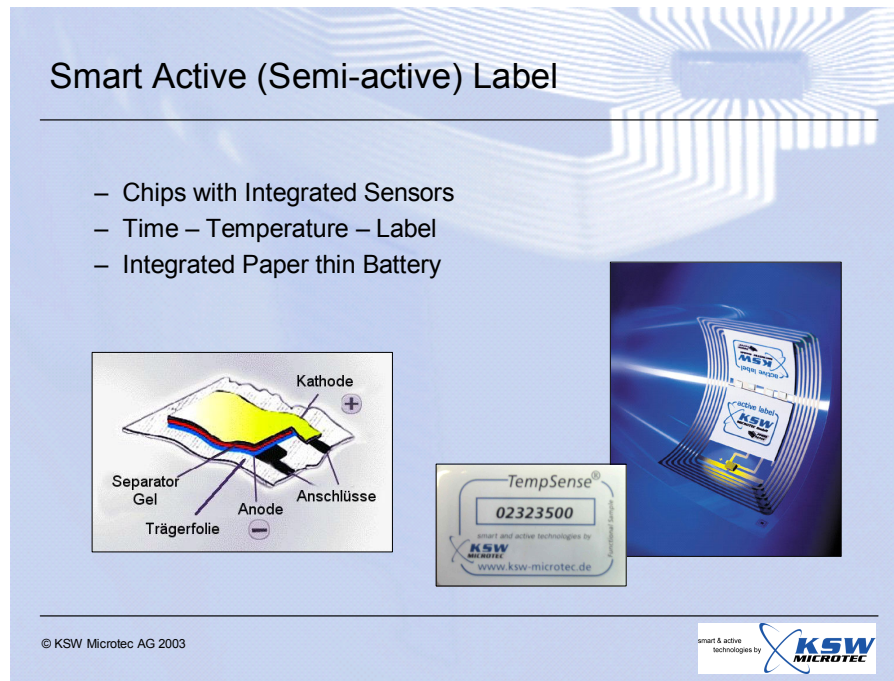 Smart Active (Semi-active) Label
– Chips with Integrated Sensors
– Time – Temperature – Label
– Integrated Paper thin Battery
Kathode
+
Separator
Gel
Anode
–
Anschlüsse
Trägerfolie
TempSense®
02323500
smart and active technologies by
KSW
MICROTEC
www.ksw-microtec.de
Functional Sample
active label
KSW
active label
KSW
© KSW Microtec AG 2003
smart & active
technologies by
KSW
MICROTEC